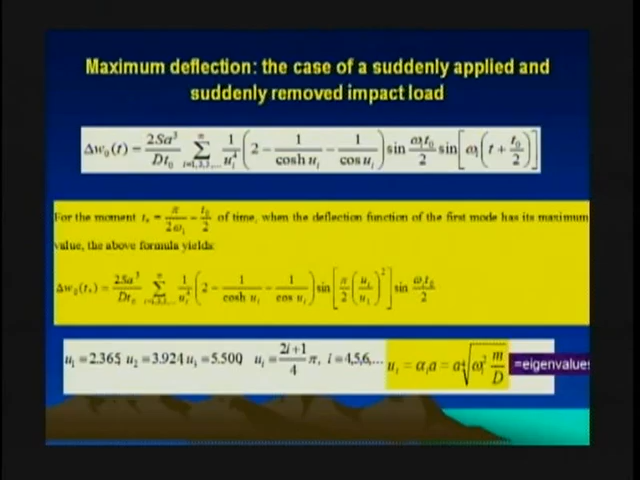 Maximum deflection: the case of a suddenly applied and
suddenly removed impact load
Δw₀(t) = 2Sa³/Dt₀ ∑ i=1,3,5,... ∞ 1/uᵢ⁴ (2 − 1/cosh uᵢ − 1/cos uᵢ) sin ωᵢt₀/2 sin[ωᵢ(t + t₀/2)]
For the moment t* = π/2ω₁ − t₀/2 of time, when the deflection function of the first mode has its maximum
value, the above formula yields:
Δw₀(t*) = 2Sa³/Dt₀ ∑ i=1,3,5,... ∞ 1/uᵢ⁴ (2 − 1/cosh uᵢ − 1/cos uᵢ) sin[π/2 (uᵢ/u₁)²] sin ωᵢt₀/2
u₁ = 2.365, u₂ = 3.924, u₃ = 5.500, uᵢ = 2i+1/4 π, i = 4,5,6,... uᵢ = αᵢa = a ⁴√ωᵢ² m/D =eigenvalues